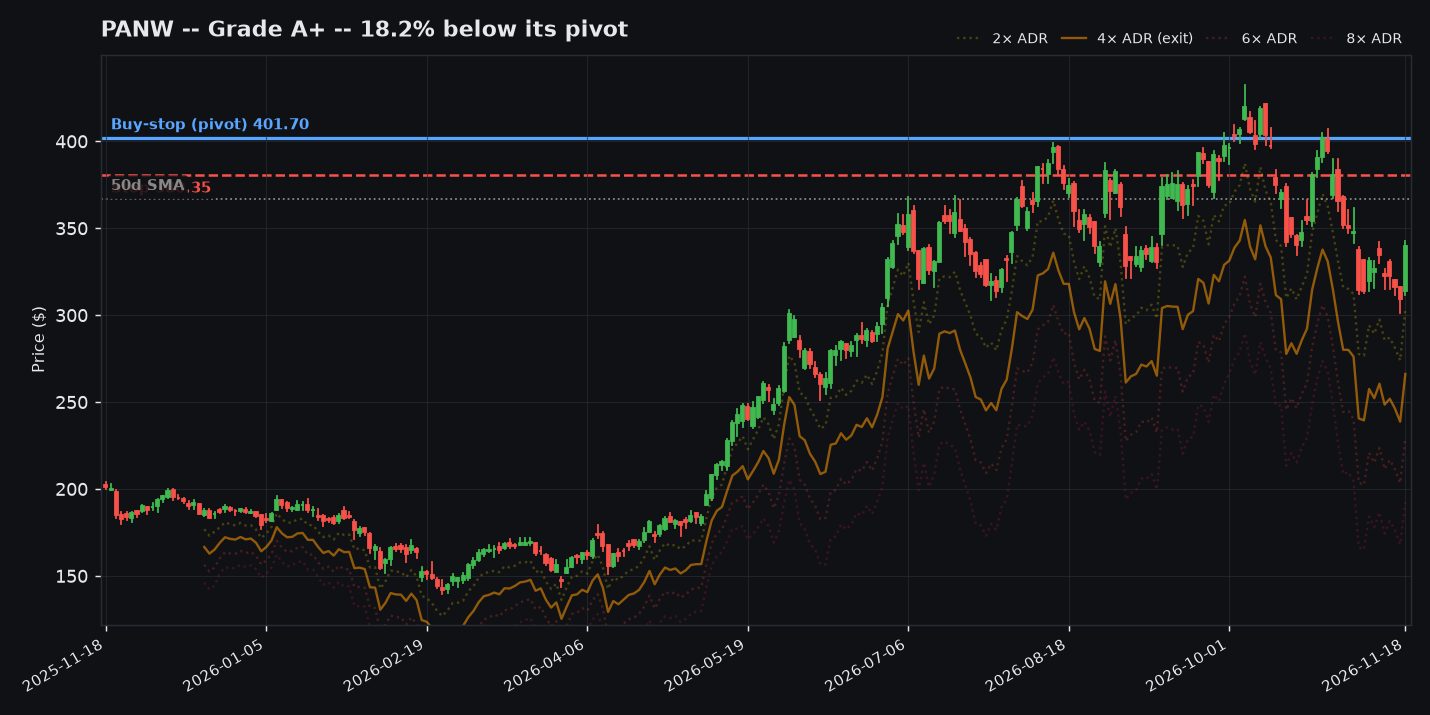 PANW -- Grade A+ -- 18.2% below its pivot
2× ADR
4× ADR (exit)
6× ADR
8× ADR
Buy-stop (pivot) 401.70
50d SMA
.35
Price ($)
400
350
300
250
200
150
2025-11-18
2026-01-05
2026-02-19
2026-04-06
2026-05-19
2026-07-06
2026-08-18
2026-10-01
2026-11-18